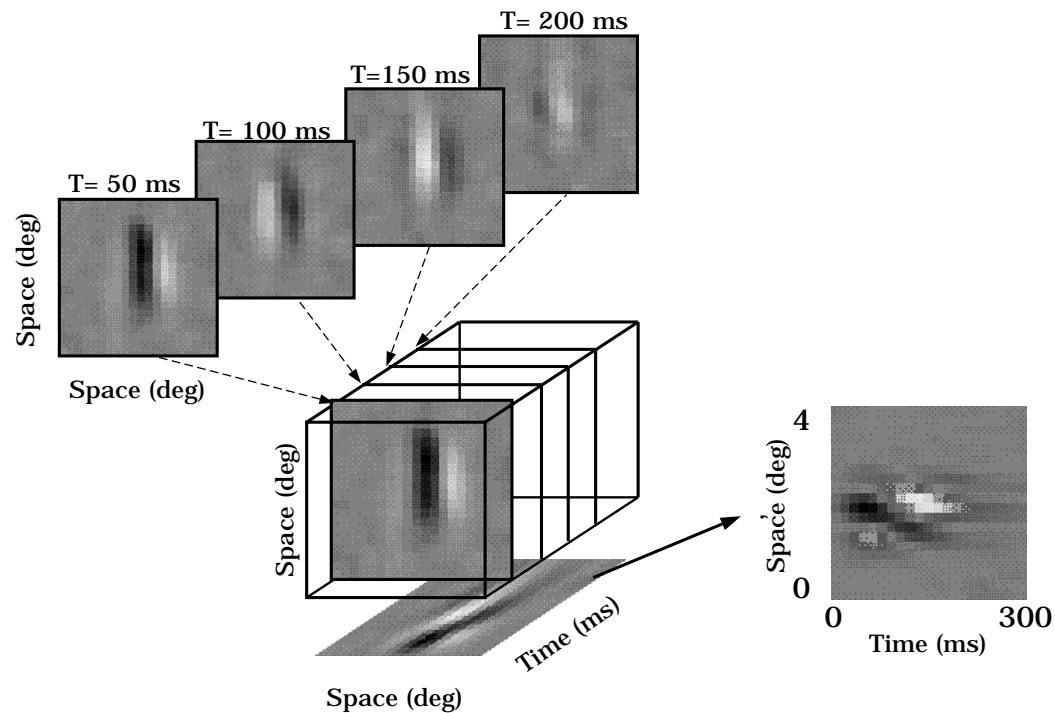 T= 200 ms
T=150 ms
T= 100 ms
T= 50 ms
Space (deg)
Space (deg)
Space (deg)
Space (deg)
Time (ms)
4
Spac'e (deg)
0
0
300
Time (ms)